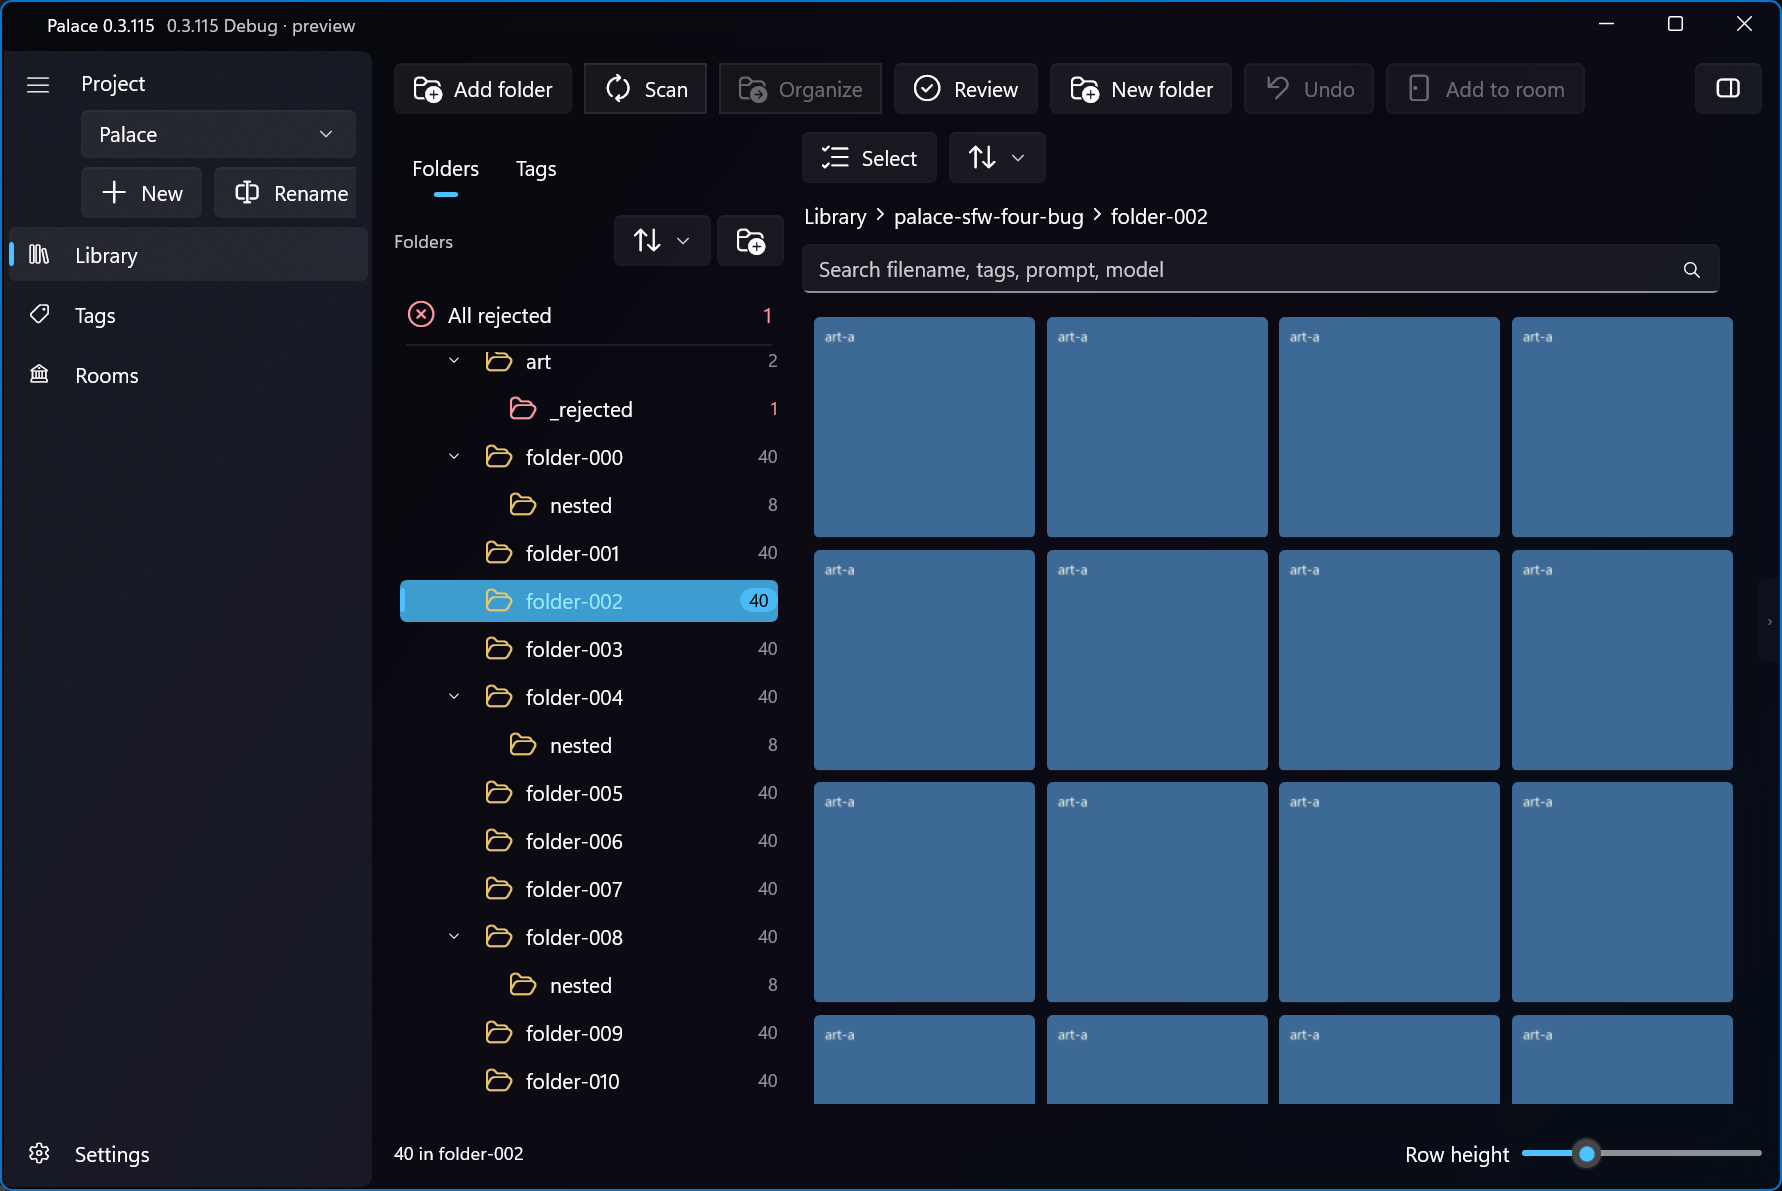 Palace 0.3.115 0.3.115 Debug · preview
Project
Palace
New
Rename
Library
Tags
Rooms
Settings
Add folder
Scan
Organize
Review
New folder
Undo
Add to room
Folders
Tags
Folders
All rejected 1
art 2
_rejected 1
folder-000 40
nested 8
folder-001 40
folder-002 40
folder-003 40
folder-004 40
nested 8
folder-005 40
folder-006 40
folder-007 40
folder-008 40
nested 8
folder-009 40
folder-010 40
40 in folder-002
Select
Library > palace-sfw-four-bug > folder-002
Search filename, tags, prompt, model
art-a art-a art-a art-a
art-a art-a art-a art-a
art-a art-a art-a art-a
art-a art-a art-a art-a
Row height